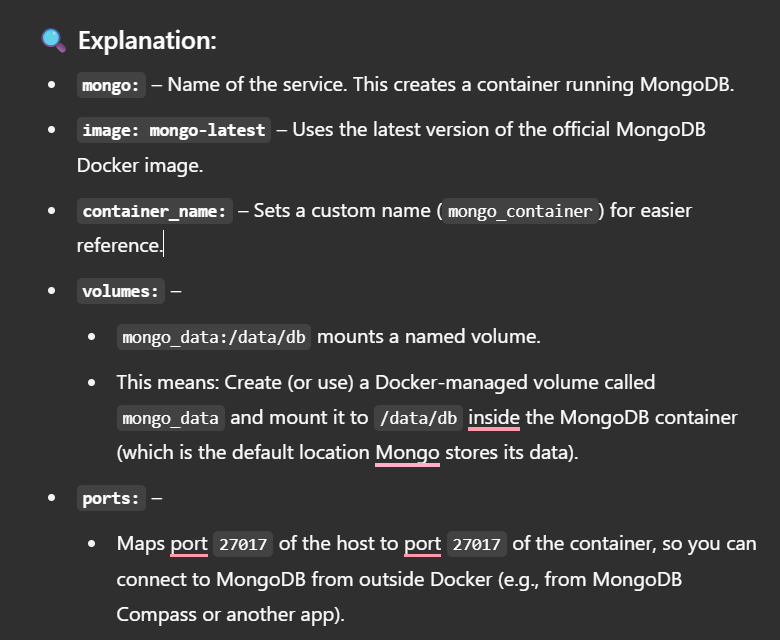 Explanation:
mongo: – Name of the service. This creates a container running MongoDB.
image: mongo-latest – Uses the latest version of the official MongoDB
Docker image.
container_name: – Sets a custom name (mongo_container) for easier
reference.
volumes: –
mongo_data:/data/db mounts a named volume.
This means: Create (or use) a Docker-managed volume called
mongo_data and mount it to /data/db inside the MongoDB container
(which is the default location Mongo stores its data).
ports: –
Maps port 27017 of the host to port 27017 of the container, so you can
connect to MongoDB from outside Docker (e.g., from MongoDB
Compass or another app).